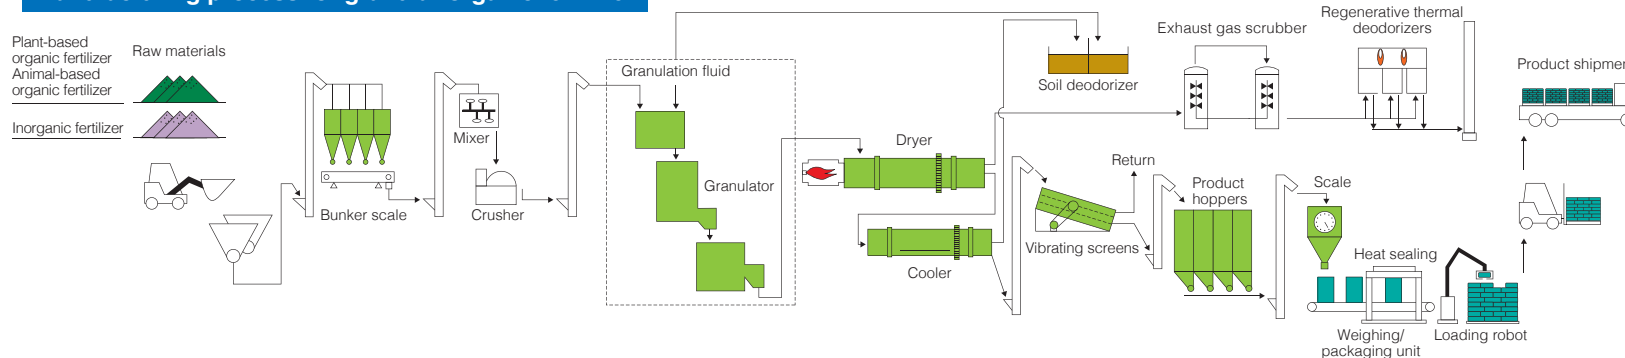 Plant-based
organic fertilizer
Animal-based
organic fertilizer
Inorganic fertilizer
Raw materials
Bunker scale
Mixer
Crusher
Granulation fluid
Granulator
Dryer
Cooler
Soil deodorizer
Exhaust gas scrubber
Regenerative thermal
deodorizers
Vibrating screens
Return
Product
hoppers
Scale
Heat sealing
Weighing/
packaging unit
Loading robot
Product